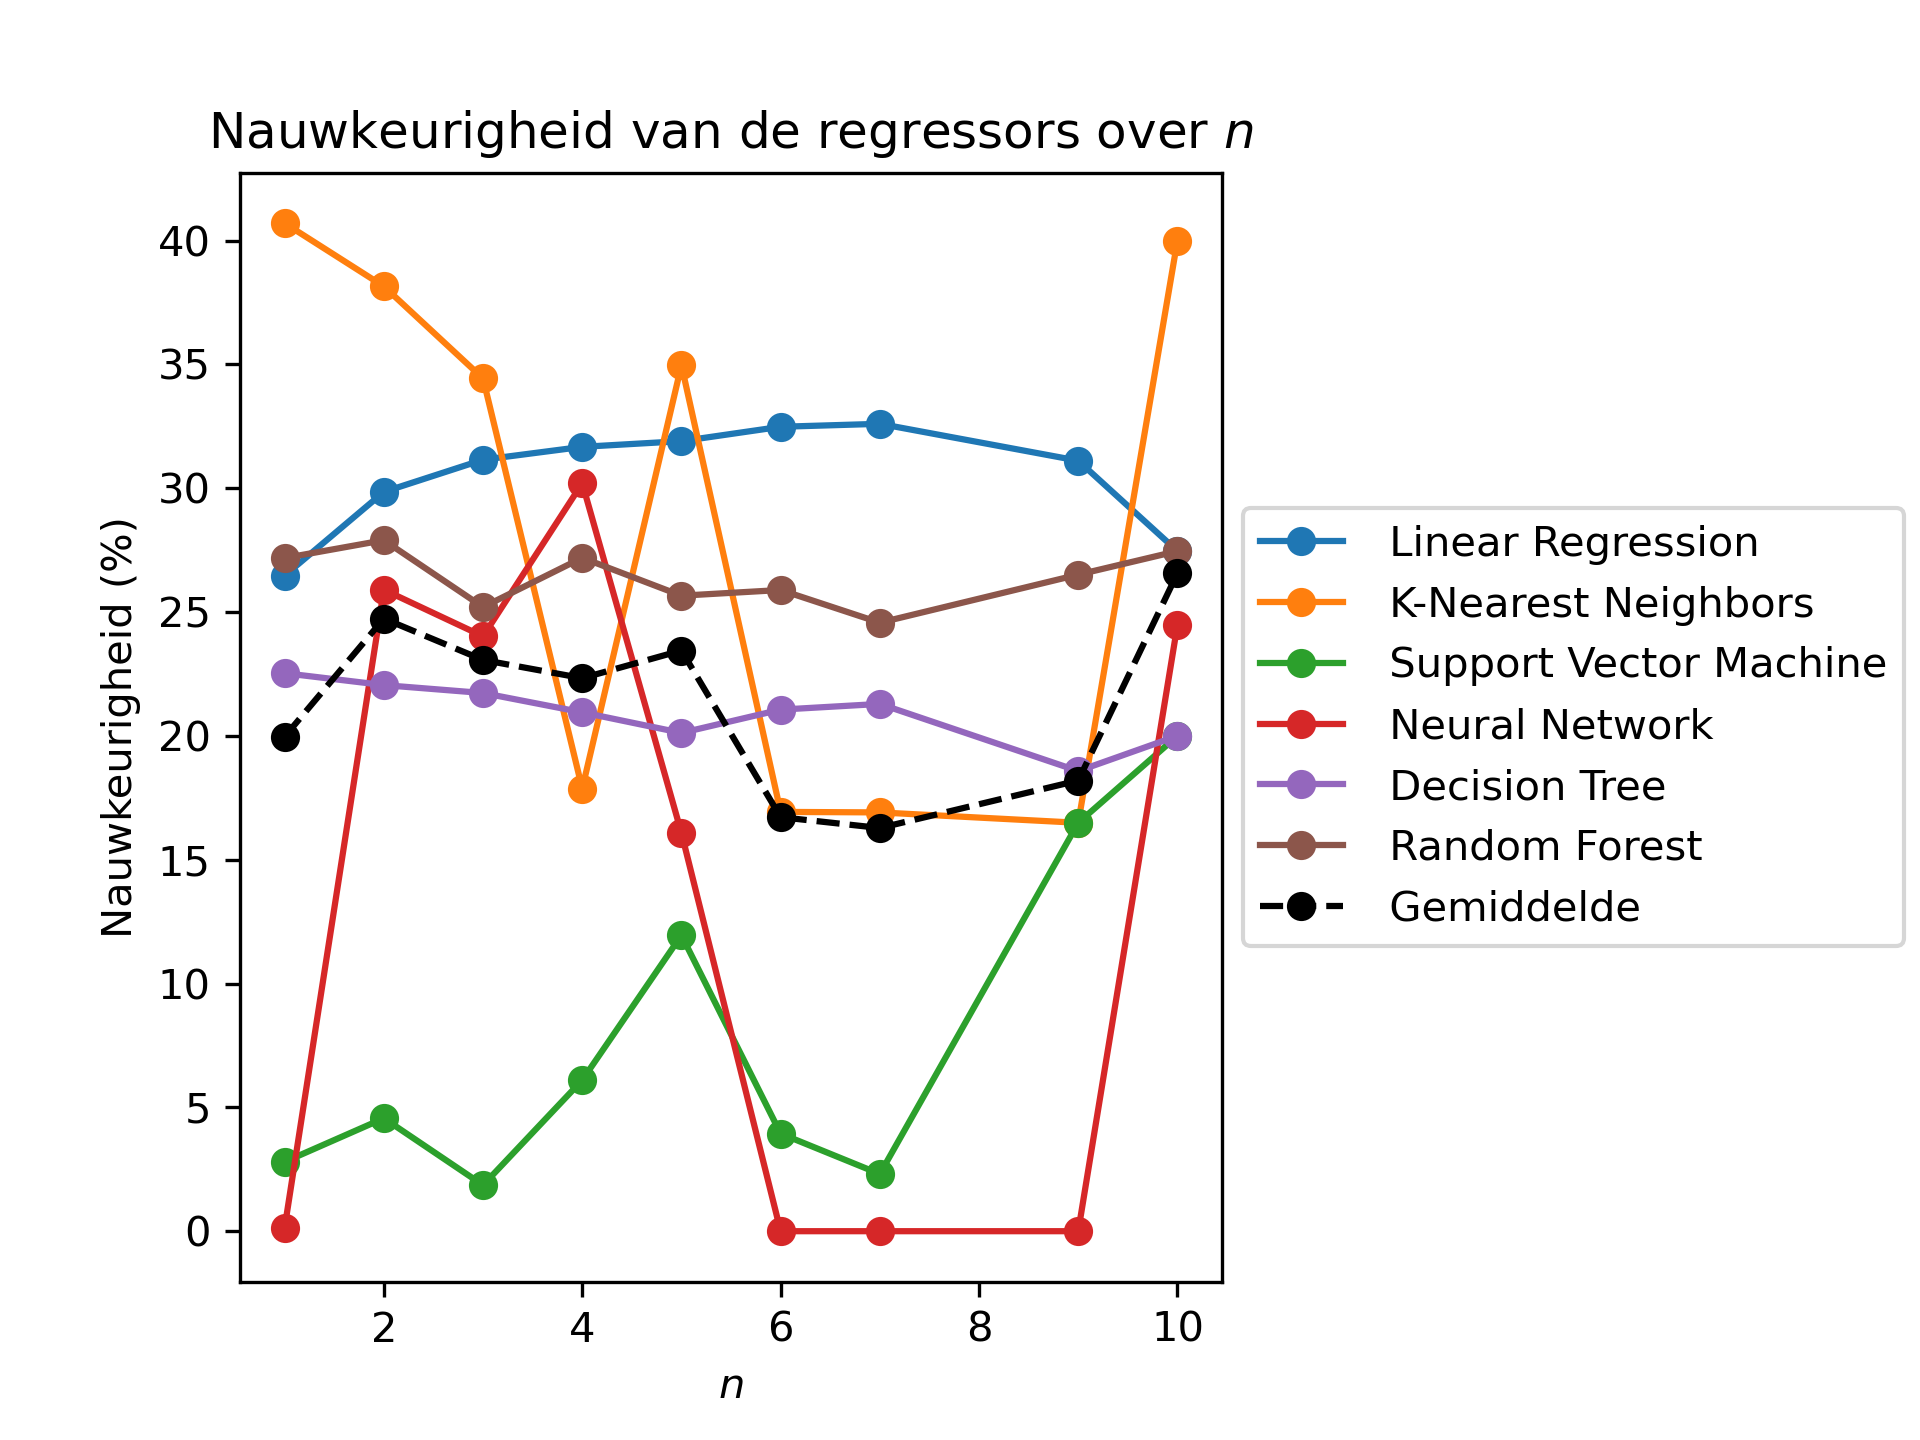 Nauwkeurigheid van de regressors over n
Nauwkeurigheid (%)
40
35
30
25
20
15
10
5
0
2 4 6 8 10
n
Linear Regression
K-Nearest Neighbors
Support Vector Machine
Neural Network
Decision Tree
Random Forest
Gemiddelde